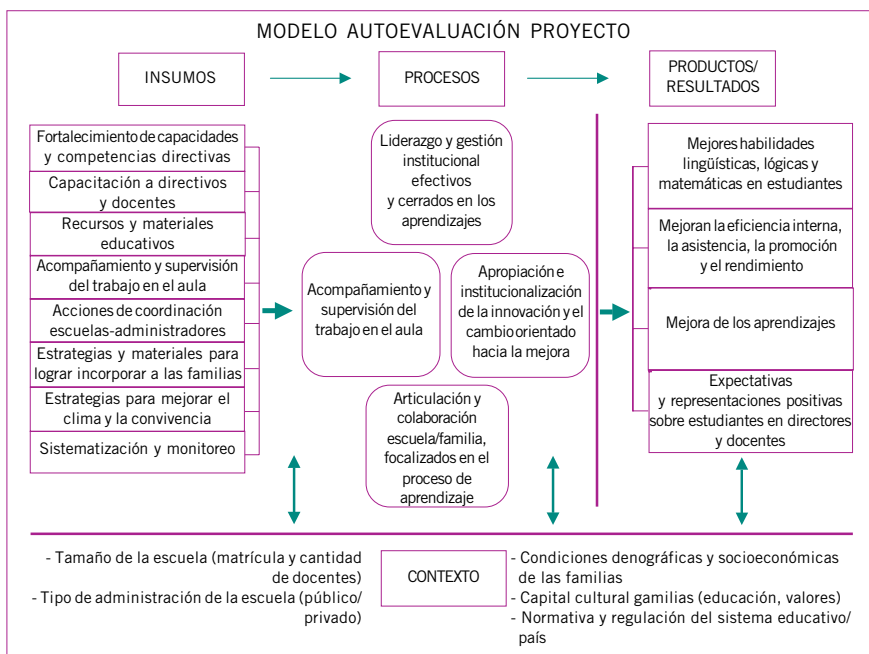 MODELO AUTOEVALUACIÓN PROYECTO
INSUMOS
PROCESOS
PRODUCTOS/
RESULTADOS
Fortalecimiento de capacidades
y competencias directivas
Capacitación a directivos
y docentes
Recursos y materiales
educativos
Acompañamiento y supervisión
del trabajo en el aula
Acciones de coordinación
escuelas-administradores
Estrategias y materiales para
lograr incorporar a las familias
Estrategias para mejorar el
clima y la convivencia
Sistematización y monitoreo
Liderazgo y gestión
institucional
efectivos
y cerrados en los
aprendizajes
Acompañamiento y
supervisión del
trabajo en el aula
Apropiación e
institucionalización
de la innovación y el
cambio orientado
hacia la mejora
Articulación y
colaboración
escuela/familia,
focalizados en el
proceso de
aprendizaje
Mejores habilidades
lingüísticas, lógicas y
matemáticas en estudiantes
Mejoran la eficiencia interna,
la asistencia, la promoción
y el rendimiento
Mejora de los aprendizajes
Expectativas
y representaciones positivas
sobre estudiantes en directores
y docentes
- Tamaño de la escuela (matrícula y cantidad
de docentes)
- Tipo de administración de la escuela (público/
privado)
CONTEXTO
- Condiciones denográficas y socioeconómicas
de las familias
- Capital cultural gamilias (educación, valores)
- Normativa y regulación del sistema educativo/
país